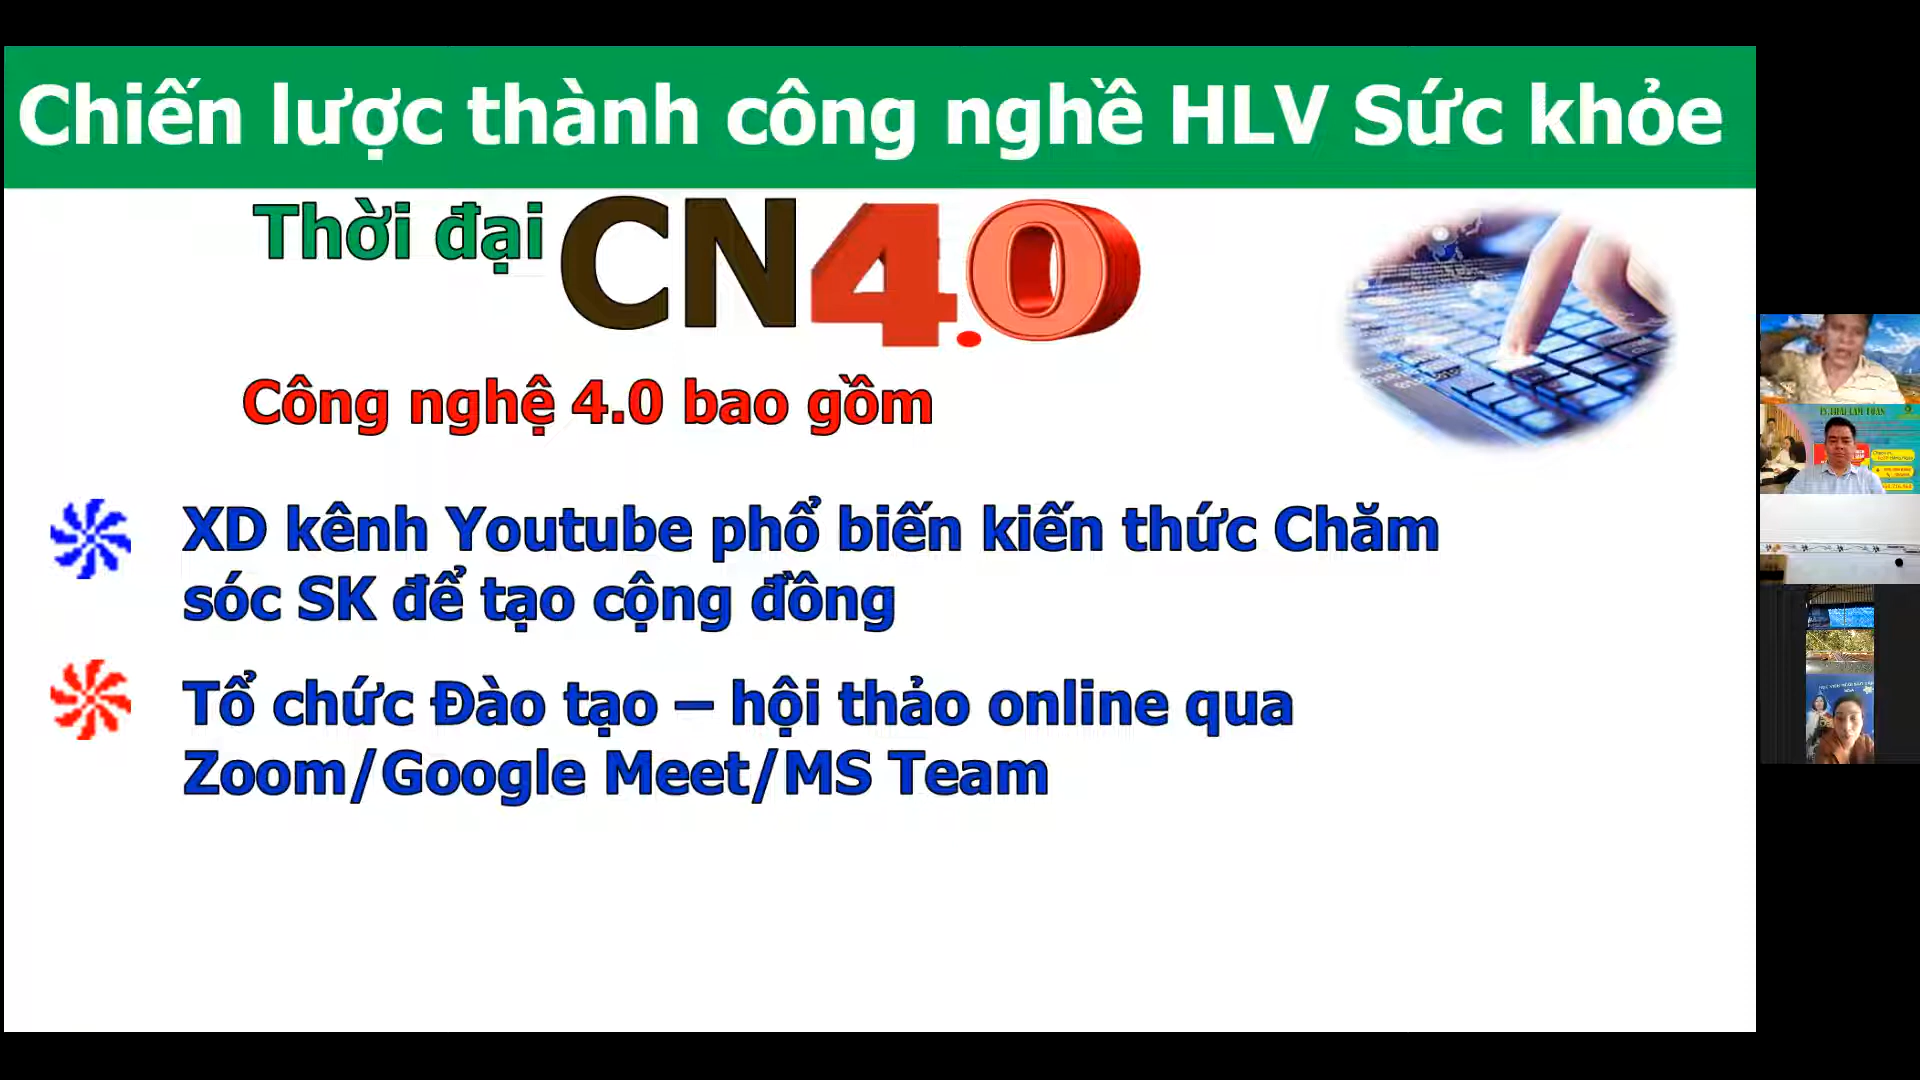 Chiến lược thành công nghề HLV Sức khỏe
Thời đại CN4.0
Công nghệ 4.0 bao gồm
XD kênh Youtube phổ biến kiến thức Chăm
sóc SK để tạo cộng đồng
Tổ chức Đào tạo – hội thảo online qua
Zoom/Google Meet/MS Team